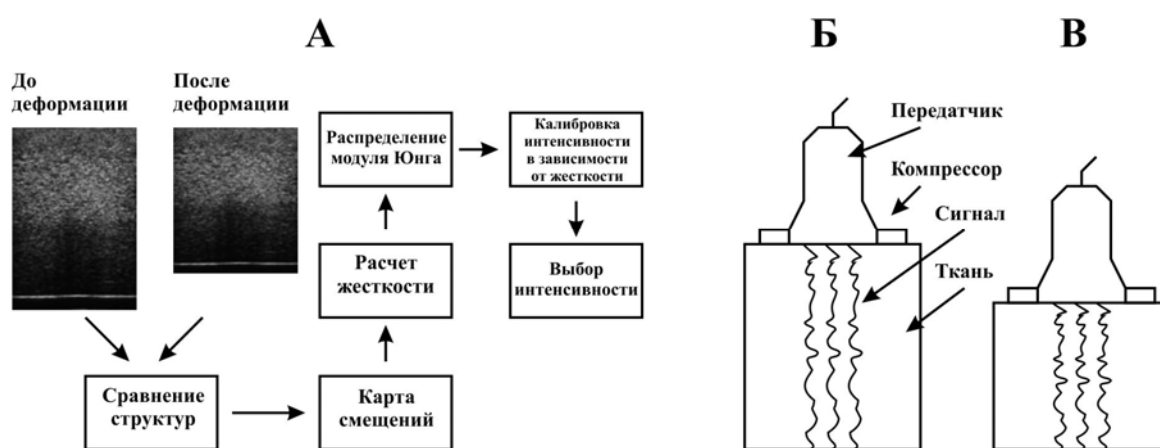 А
Б
В
До
деформации
После
деформации
Распределение
модуля Юнга
Калибровка
интенсивности
в зависимости
от жесткости
Расчет
жесткости
Выбор
интенсивности
Сравнение
структур
Карта
смещений
Передатчик
Компрессор
Сигнал
Ткань